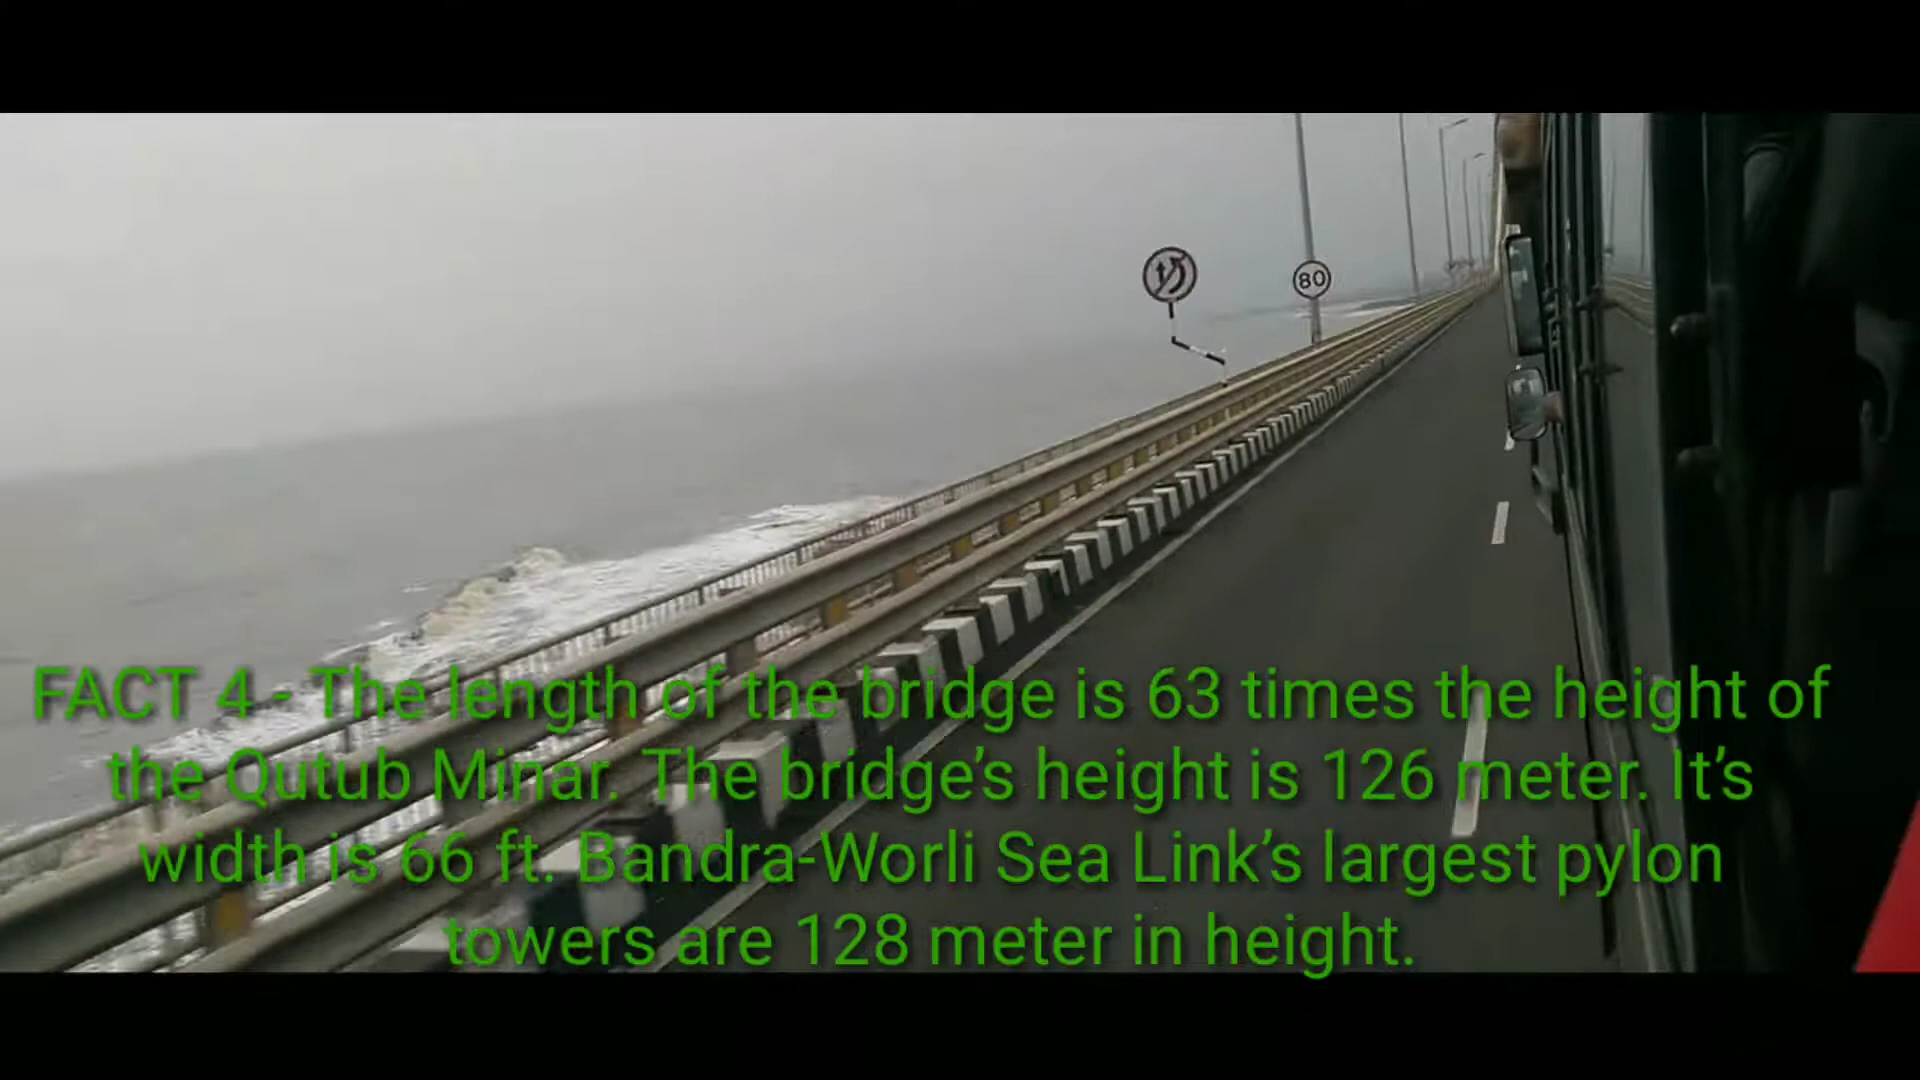 80
FACT 4 - The length of the bridge is 63 times the height of
the Qutub Minar. The bridge’s height is 126 meter. It’s
width is 66 ft. Bandra-Worli Sea Link’s largest pylon
towers are 128 meter in height.